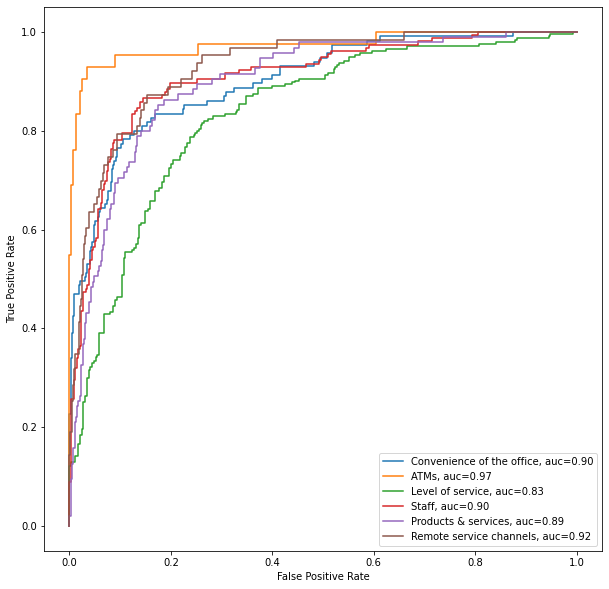 1.0
0.8
0.6
0.4
0.2
0.0
True Positive Rate
Convenience of the office, auc=0.90
ATMs, auc=0.97
Level of service, auc=0.83
Staff, auc=0.90
Products & services, auc=0.89
Remote service channels, auc=0.92
0.0 0.2 0.4 0.6 0.8 1.0
False Positive Rate